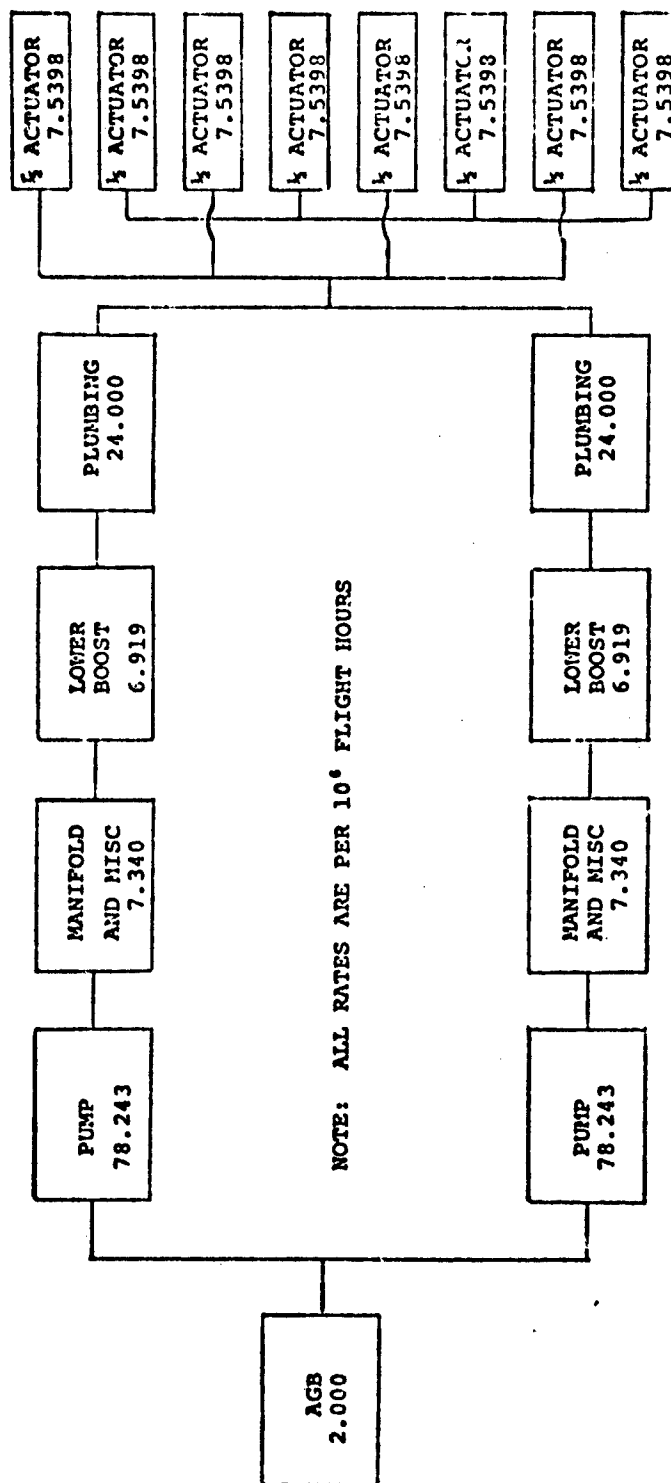 AGB
2.000
PUMP
78.243
MANIFOLD
AND MISC
7.340
LOWER
BOOST
6.919
PLUMBING
24.000
PUMP
78.243
MANIFOLD
AND MISC
7.340
LOWER
BOOST
6.919
PLUMBING
24.000
½ ACTUATOR
7.5398
½ ACTUATOR
7.5398
½ ACTUATOR
7.5398
½ ACTUATOR
7.5398
½ ACTUATOR
7.5398
½ ACTUATOR
7.5398
½ ACTUATOR
7.5398
½ ACTUATOR
7.5398
NOTE: ALL RATES ARE PER 10⁶ FLIGHT HOURS